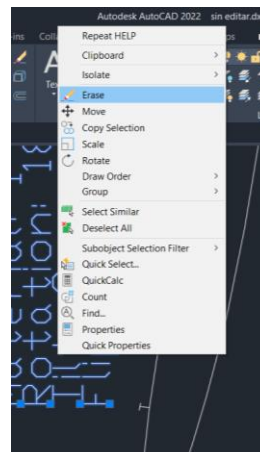 Autodesk AutoCAD 2022 sin editar.dx
Repeat HELP
Clipboard
Isolate
Erase
Move
Copy Selection
Scale
Rotate
Draw Order
Group
Select Similar
Deselect All
Subobject Selection Filter
Quick Select...
QuickCalc
Count
Find...
Properties
Quick Properties